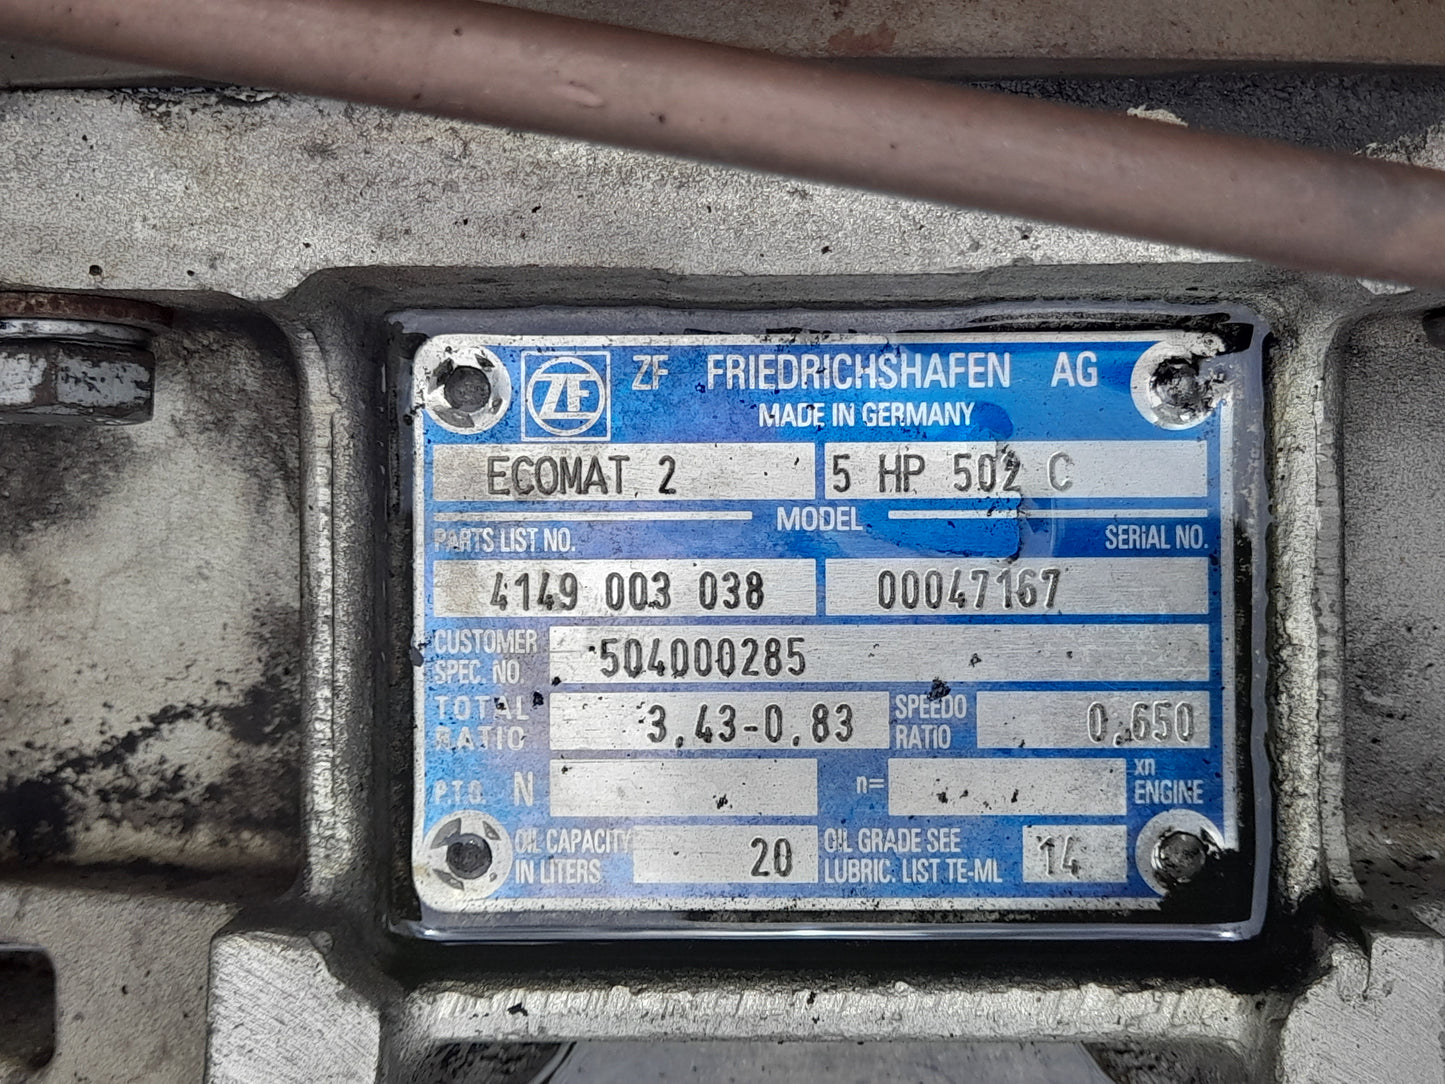 ZF ZF FRIEDRICHSHAFEN AG
MADE IN GERMANY
ECOMAT 2 5 HP 502 C
MODEL
PARTS LIST NO. SERIAL NO.
4149 003 038 00047167
CUSTOMER SPEC. NO. 504000285
TOTAL RATIO 3,43-0,83 SPEEDO RATIO 0,650
P.T.O. N n= xn ENGINE
OIL CAPACITY IN LITERS 20 OIL GRADE SEE LUBRIC. LIST TE-ML 14